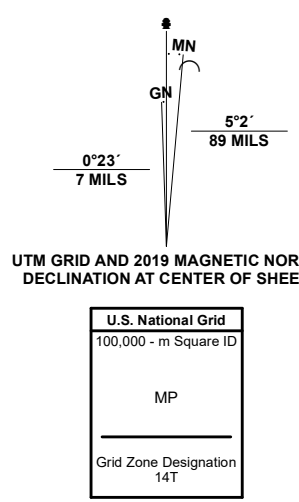 MN
GN
5°2´
89 MILS
0°23´
7 MILS
UTM GRID AND 2019 MAGNETIC NOR
DECLINATION AT CENTER OF SHEE
U.S. National Grid
100,000 - m Square ID
MP
Grid Zone Designation
14T